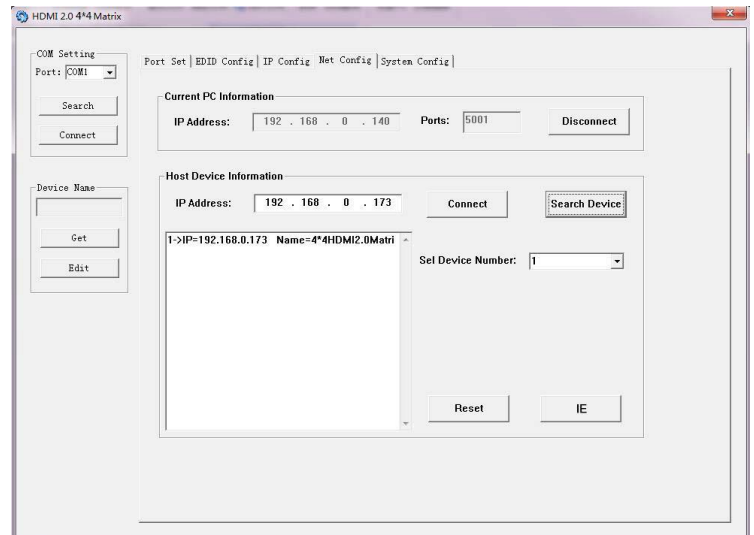 HDMI 2.0 4*4 Matrix
COM Setting
Port: COM1
Search
Connect
Device Name
Get
Edit
Port Set EDID Config IP Config Net Config System Config
Current PC Information
IP Address: 192 . 168 . 0 . 140 Ports: 5001 Disconnect
Host Device Information
IP Address: 192 . 168 . 0 . 173 Connect Search Device
1->IP=192.168.0.173 Name=4*4HDMI2.0Matri
Sel Device Number: 1
Reset IE